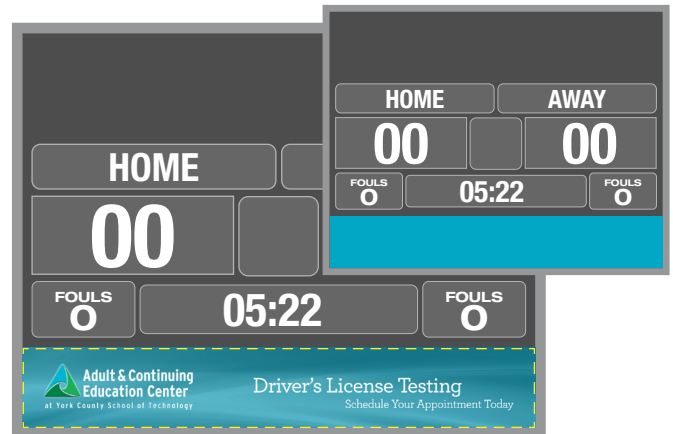 HOME
AWAY
00
00
FOULS
O
05:22
FOULS
O
HOME
00
FOULS
O
05:22
FOULS
O
Adult & Continuing
Education Center
at York County School of Technology
Driver's License Testing
Schedule Your Appointment Today